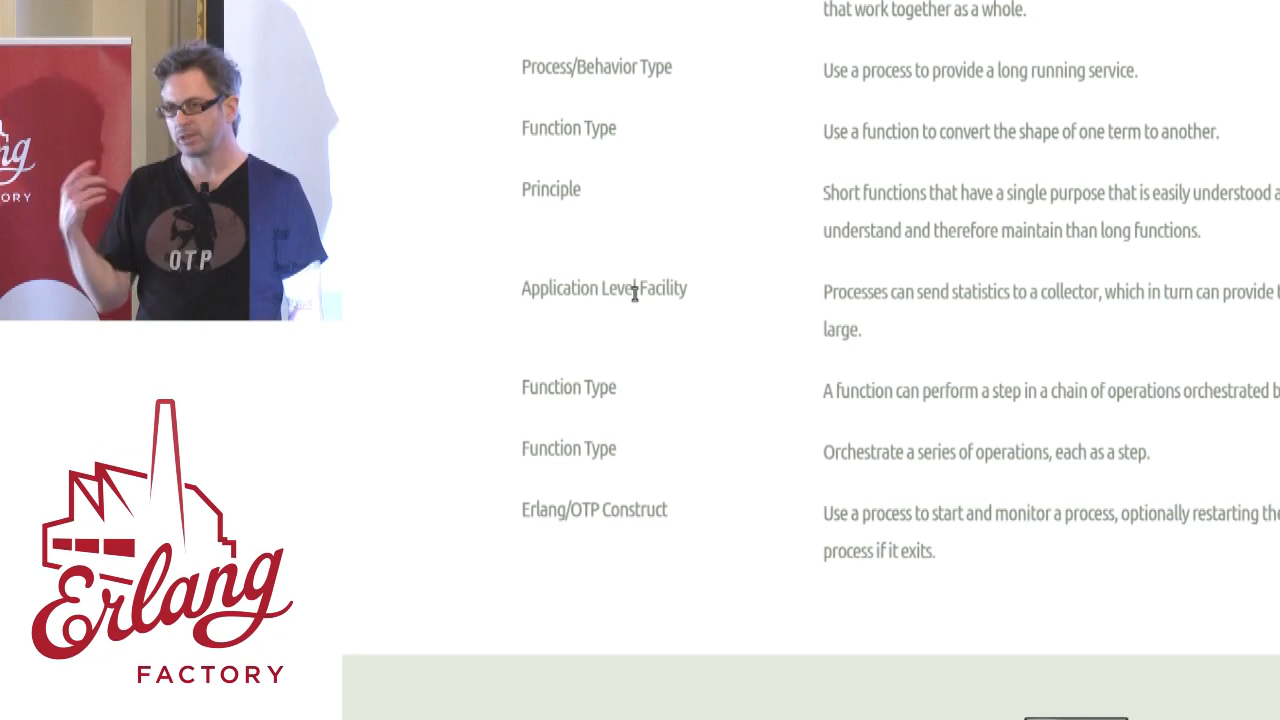 that work together as a whole.
Process/Behavior Type
Use a process to provide a long running service.
Function Type
Use a function to convert the shape of one term to another.
Principle
Short functions that have a single purpose that is easily understood a
understand and therefore maintain than long functions.
Application Level Facility
Processes can send statistics to a collector, which in turn can provide t
large.
Function Type
A function can perform a step in a chain of operations orchestrated b
Function Type
Orchestrate a series of operations, each as a step.
Erlang/OTP Construct
Use a process to start and monitor a process, optionally restarting the
process if it exits.
ng
ORY
OTP
Erlang
FACTORY